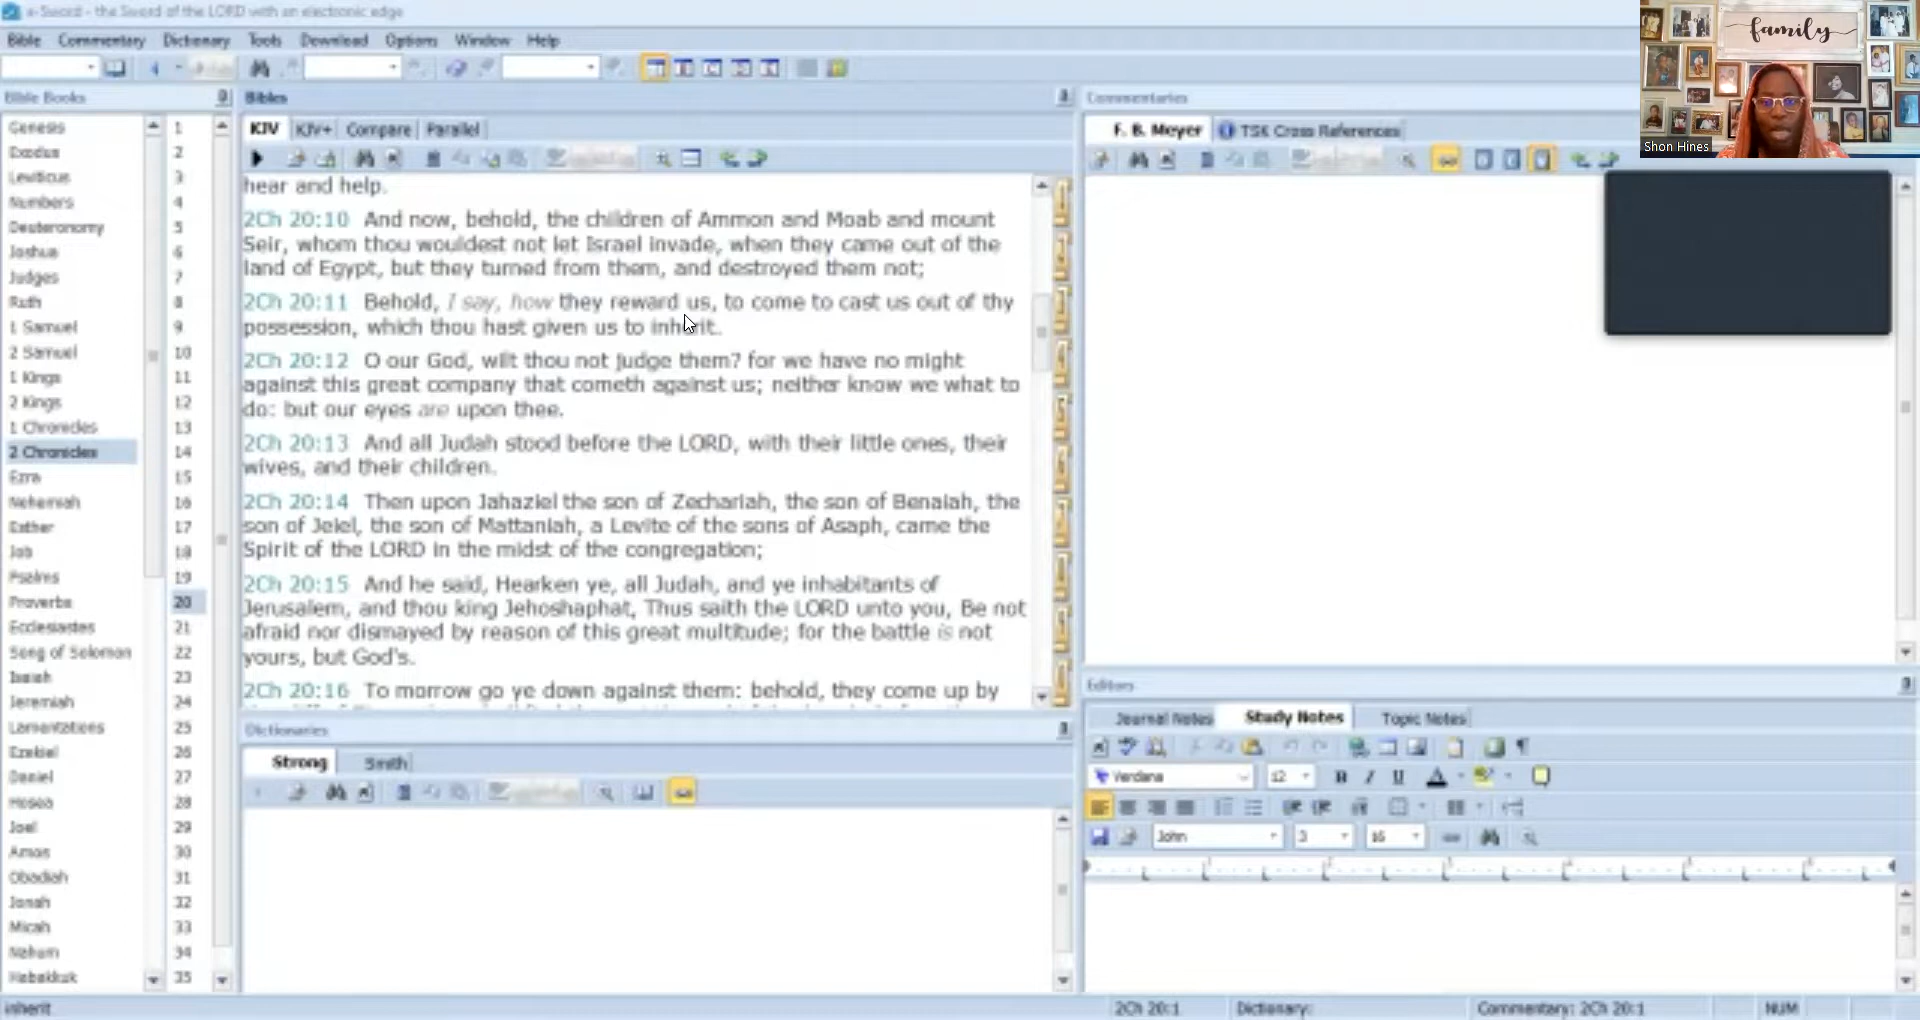 e-Sword - the Sword of the LORD with an electronic edge
Bible Commentary Dictionary Tools Download Options Window Help
Bible Books
Genesis
Exodus
Leviticus
Numbers
Deuteronomy
Joshua
Judges
Ruth
1 Samuel
2 Samuel
1 Kings
2 Kings
1 Chronicles
2 Chronicles
Ezra
Nehemiah
Esther
Job
Psalms
Proverbs
Ecclesiastes
Song of Solomon
Isaiah
Jeremiah
Lamentations
Ezekiel
Daniel
Hosea
Joel
Amos
Obadiah
Jonah
Micah
Nahum
Habakkuk
1
2
3
4
5
6
7
8
9
10
11
12
13
14
15
16
17
18
19
20
21
22
23
24
25
26
27
28
29
30
31
32
33
34
35
Bibles
KJV KJV+ Compare Parallel
hear and help.
2Ch 20:10 And now, behold, the children of Ammon and Moab and mount
Seir, whom thou wouldest not let Israel invade, when they came out of the
land of Egypt, but they turned from them, and destroyed them not;
2Ch 20:11 Behold, I say, how they reward us, to come to cast us out of thy
possession, which thou hast given us to inherit.
2Ch 20:12 O our God, wilt thou not judge them? for we have no might
against this great company that cometh against us; neither know we what to
do: but our eyes are upon thee.
2Ch 20:13 And all Judah stood before the LORD, with their little ones, their
wives, and their children.
2Ch 20:14 Then upon Jahaziel the son of Zechariah, the son of Benaiah, the
son of Jeiel, the son of Mattaniah, a Levite of the sons of Asaph, came the
Spirit of the LORD in the midst of the congregation;
2Ch 20:15 And he said, Hearken ye, all Judah, and ye inhabitants of
Jerusalem, and thou king Jehoshaphat, Thus saith the LORD unto you, Be not
afraid nor dismayed by reason of this great multitude; for the battle is not
yours, but God's.
2Ch 20:16 To morrow go ye down against them: behold, they come up by
Dictionaries
Strong Smith
Commentaries
F. B. Meyer TSK Cross References
family
Shon Hines
Editors
Journal Notes Study Notes Topic Notes
Verdana 12 B I U A
John 3 16
inherit 2Ch 20:1 Dictionary: Commentary: 2Ch 20:1 NUM